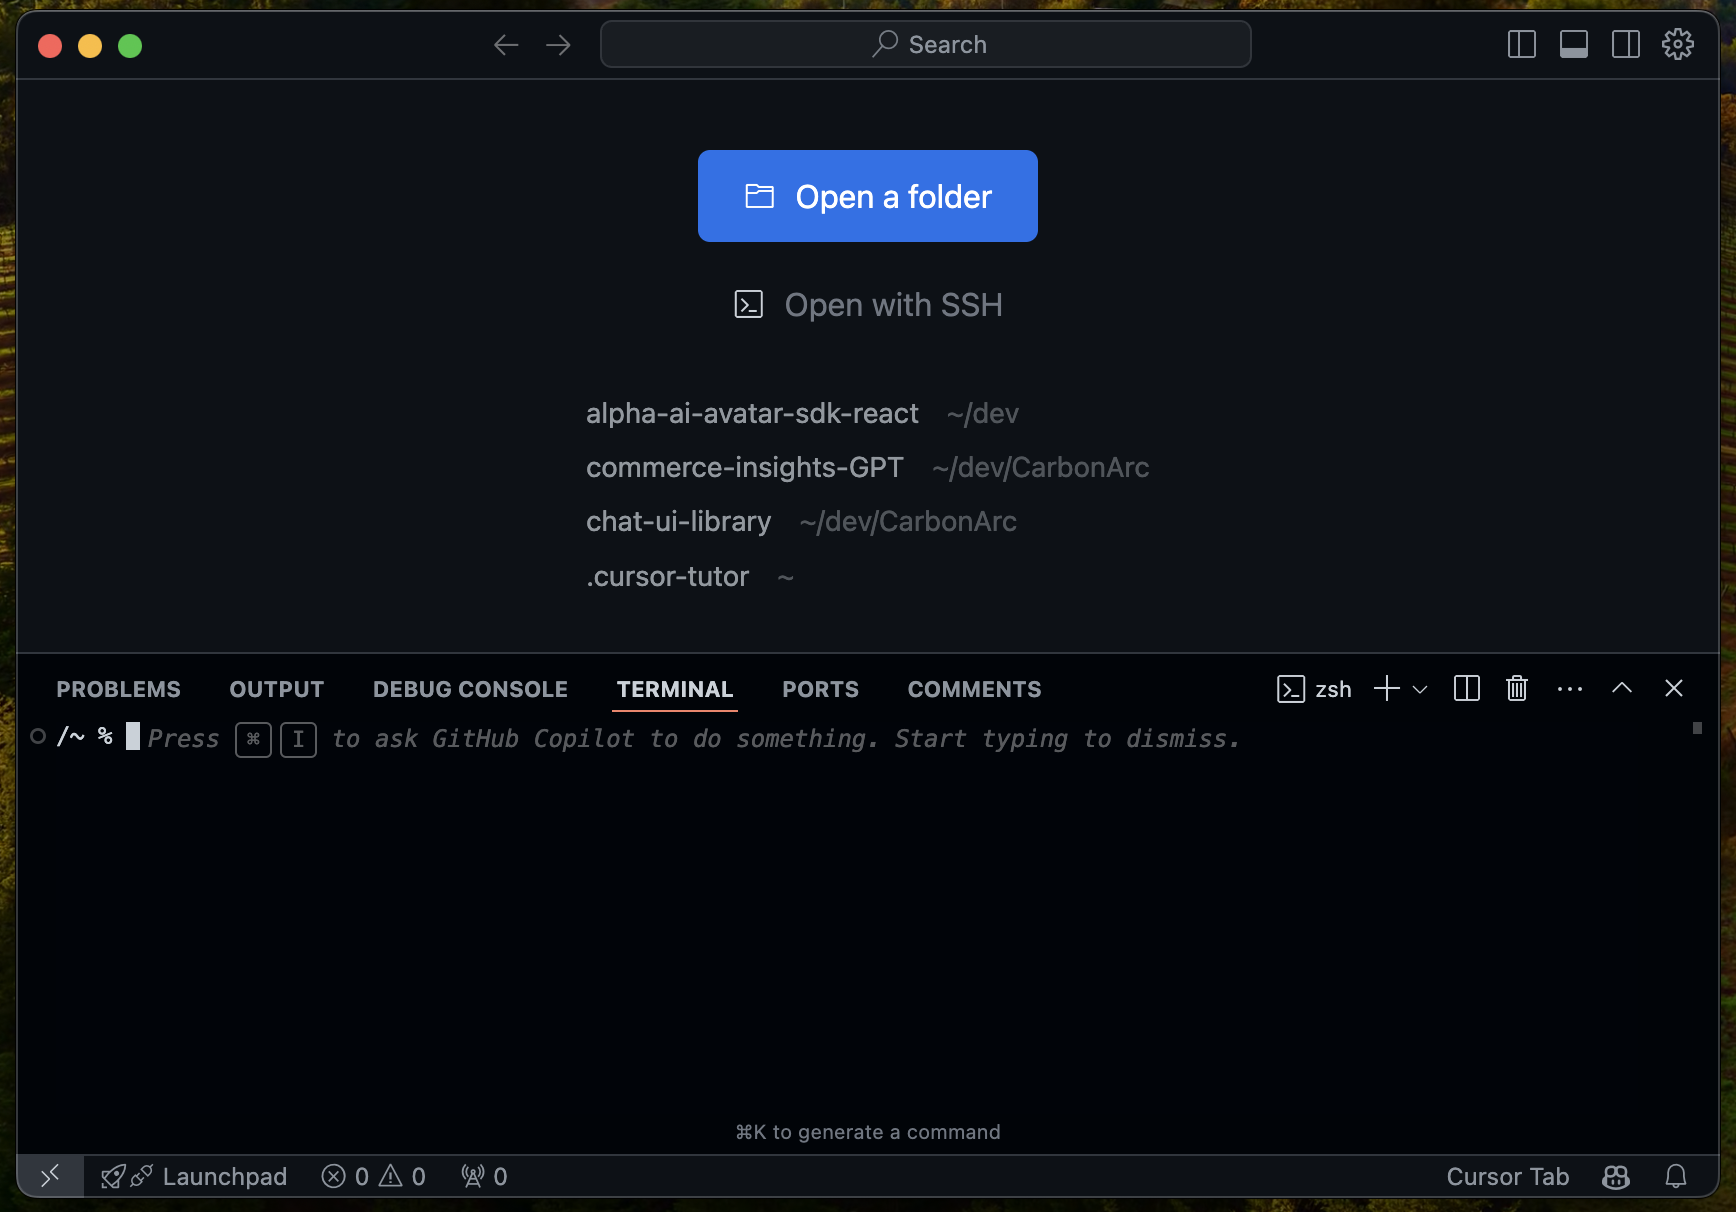 Search
Open a folder
Open with SSH
alpha-ai-avatar-sdk-react ~/dev
commerce-insights-GPT ~/dev/CarbonArc
chat-ui-library ~/dev/CarbonArc
.cursor-tutor ~
PROBLEMS OUTPUT DEBUG CONSOLE TERMINAL PORTS COMMENTS zsh
/~ % Press ⌘ I to ask GitHub Copilot to do something. Start typing to dismiss.
⌘K to generate a command
Launchpad 0 0 0 Cursor Tab